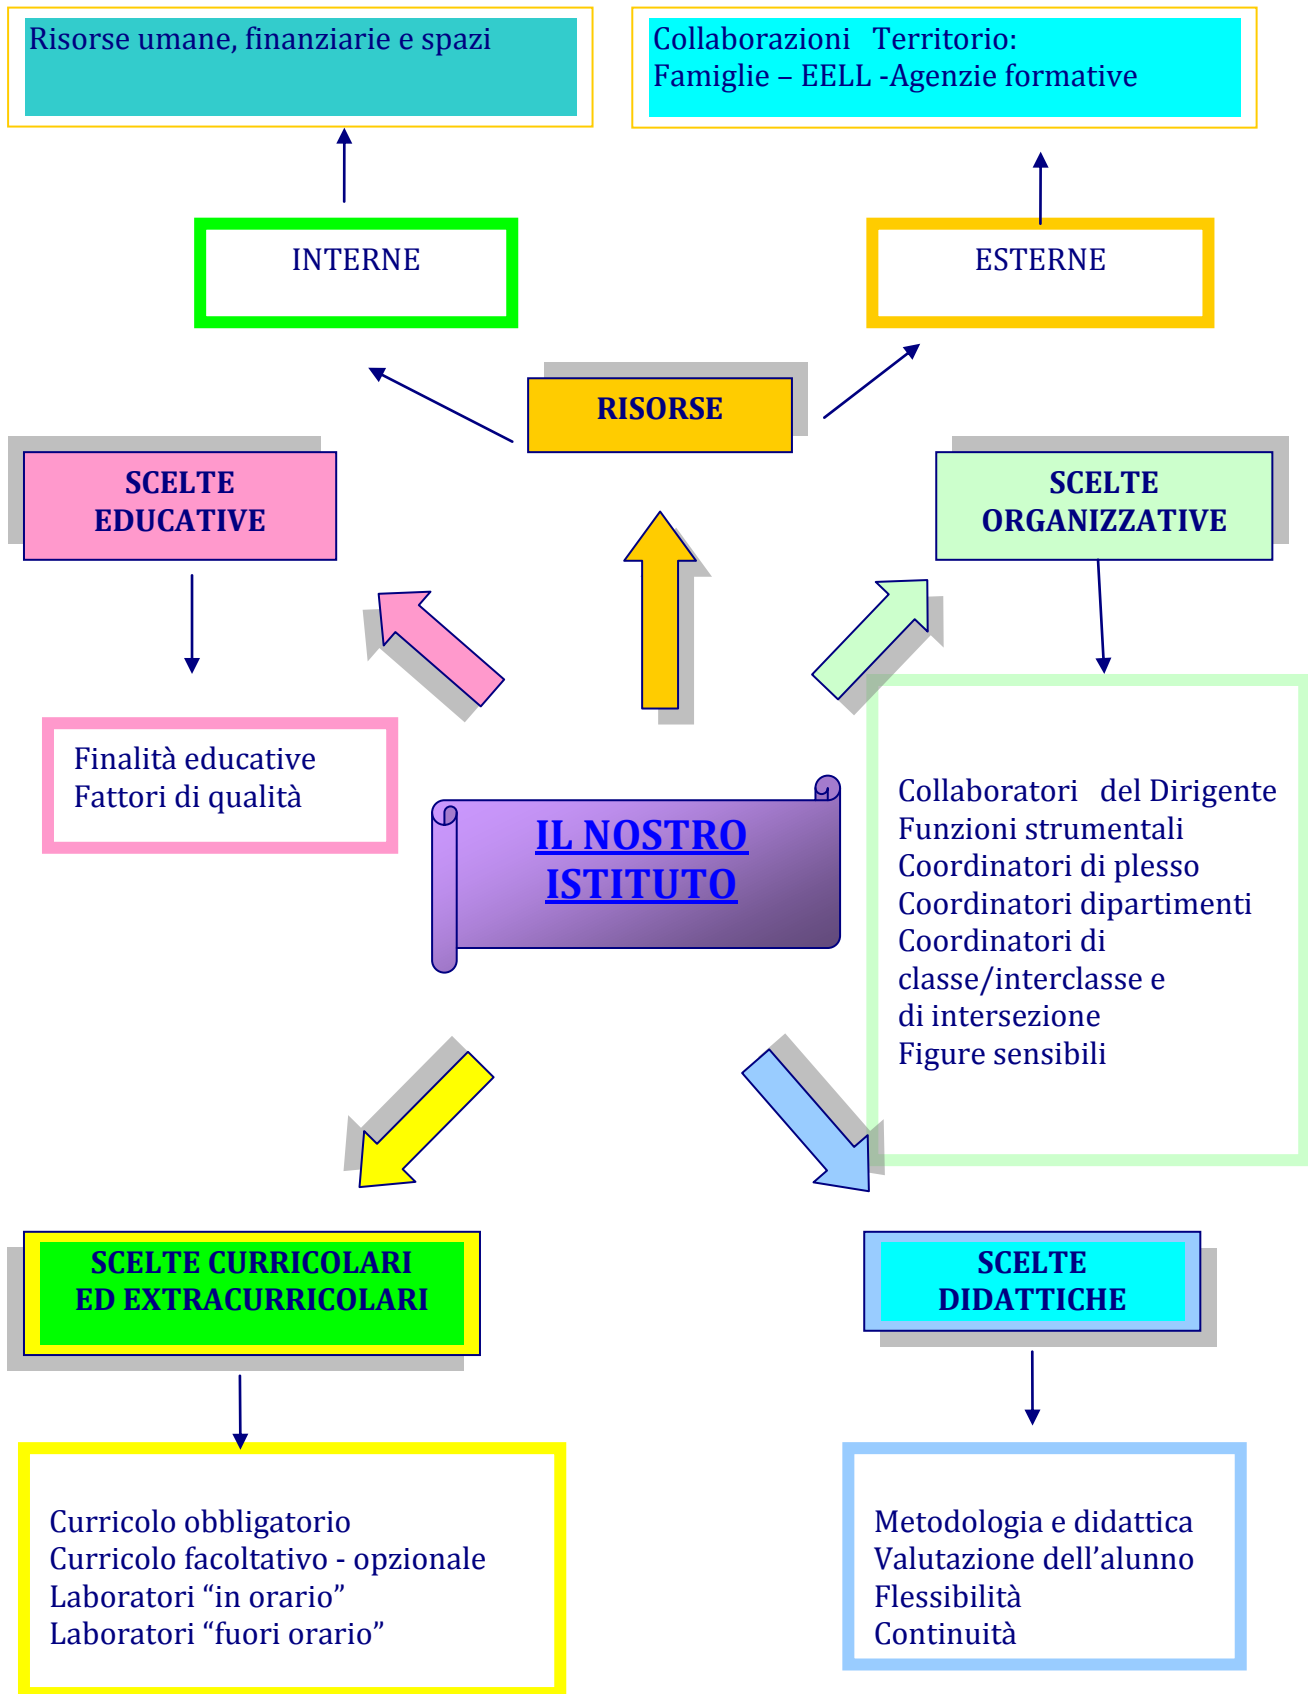 Risorse umane, finanziarie e spazi
Collaborazioni Territorio:
Famiglie – EELL -Agenzie formative
INTERNE
ESTERNE
RISORSE
SCELTE
EDUCATIVE
SCELTE
ORGANIZZATIVE
Finalità educative
Fattori di qualità
IL NOSTRO
ISTITUTO
Collaboratori del Dirigente
Funzioni strumentali
Coordinatori di plesso
Coordinatori dipartimenti
Coordinatori di
classe/interclasse e
di intersezione
Figure sensibili
SCELTE CURRICOLARI
ED EXTRACURRICOLARI
SCELTE
DIDATTICHE
Curricolo obbligatorio
Curricolo facoltativo - opzionale
Laboratori “in orario”
Laboratori “fuori orario”
Metodologia e didattica
Valutazione dell’alunno
Flessibilità
Continuità